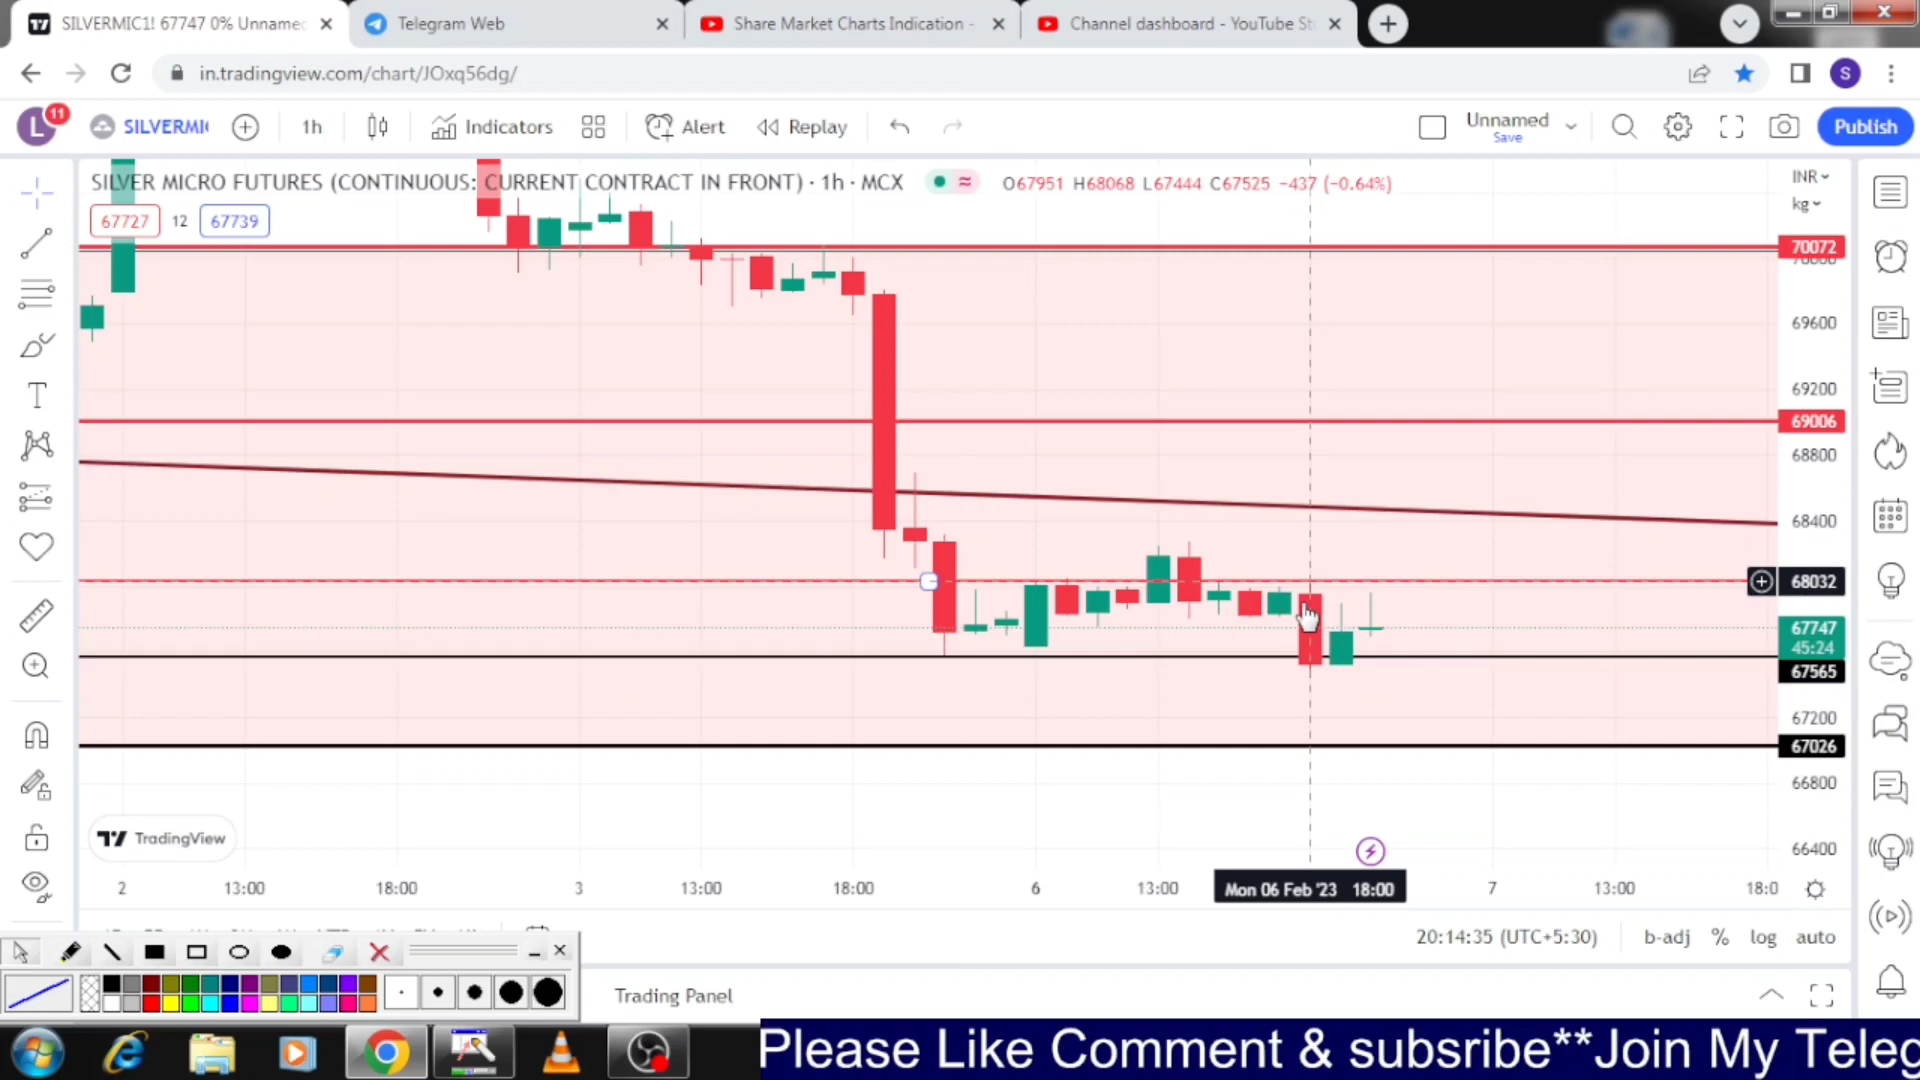 SILVERMIC1! 67747 0% Unnamed
Telegram Web
Share Market Charts Indication -
Channel dashboard - YouTube St
in.tradingview.com/chart/JOxq56dg/
S
L
11
SILVERMI
1h
Indicators
Alert
Replay
Unnamed
Save
Publish
SILVER MICRO FUTURES (CONTINUOUS: CURRENT CONTRACT IN FRONT) · 1h · MCX
O67951 H68068 L67444 C67525 −437 (−0.64%)
67727 12 67739
INR
kg
70072
69600
69200
69006
68800
68400
68032
67747
45:24
67565
67200
67026
66800
66400
TradingView
2 13:00 18:00 3 13:00 18:00 6 13:00 Mon 06 Feb '23 18:00 7 13:00 18:0
20:14:35 (UTC+5:30)
b-adj % log auto
Trading Panel
Please Like Comment & subsribe**Join My Teleg